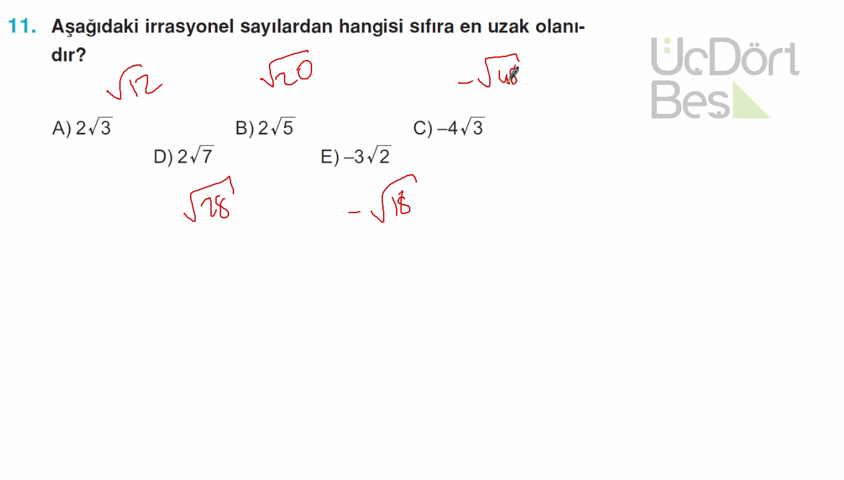 11. Aşağıdaki irrasyonel sayılardan hangisi sıfıra en uzak olanı-
dır?
√12 √20 -√48
A) 2√3 B) 2√5 C) –4√3
D) 2√7 E) –3√2
√28 -√18
ÜçDört
Beş